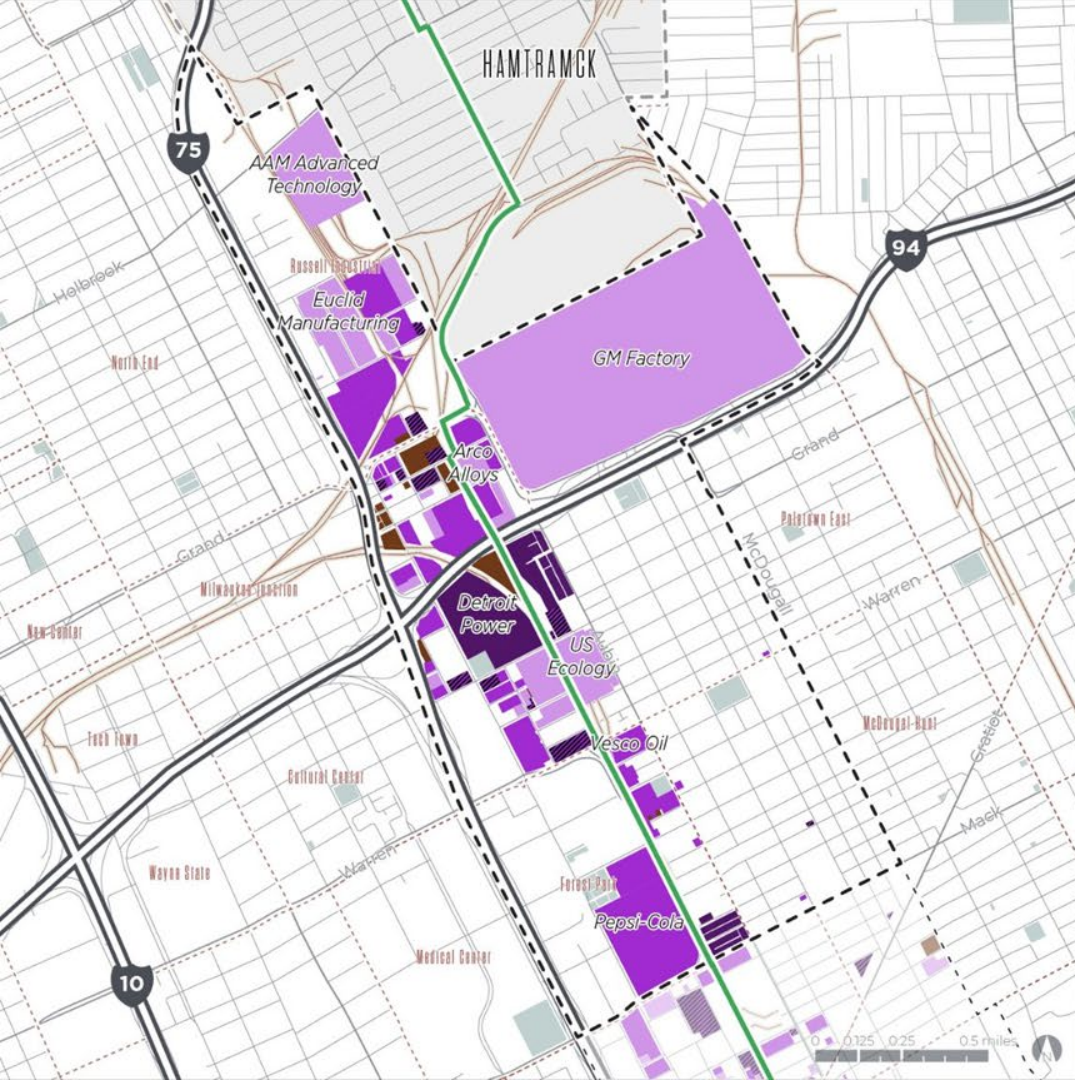 HAMTRAMCK
75
AAM Advanced
Technology
94
Russell Industrial
Holbrook
Euclid
Manufacturing
North End
GM Factory
Grand
Arco
Alloys
Poletown East
Grand
McDougall
Milwaukee Junction
Warren
New Center
Detroit
Power
US
Ecology
McDougal-Hunt
Gratiot
Tech Town
Vesco Oil
Cultural Center
Mack
Warren
Wayne State
Forest Park
Pepsi-Cola
Medical Center
10
0 0.125 0.25 0.5 miles
N